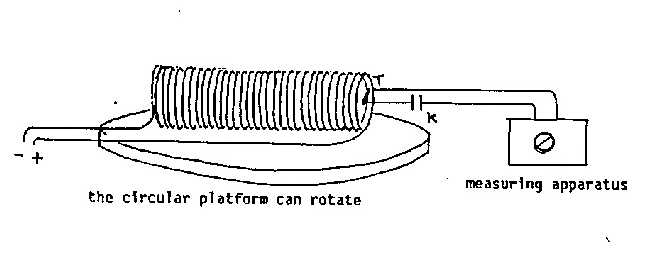 T
K
- +
measuring apparatus
the circular platform can rotate